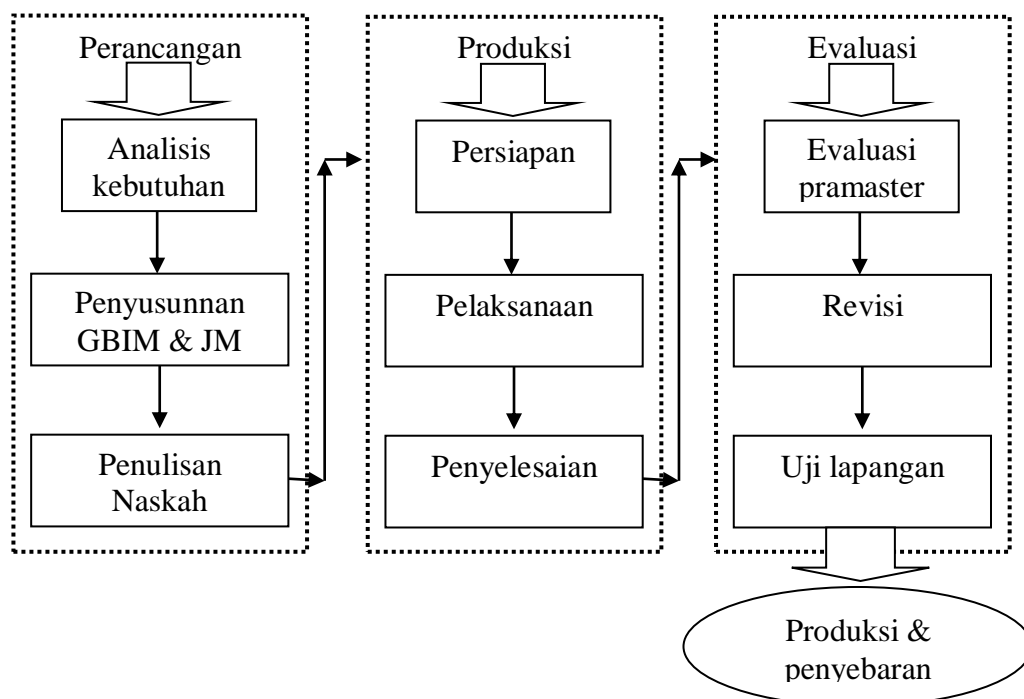 Perancangan
Analisis
kebutuhan
Penyusunnan
GBIM & JM
Penulisan
Naskah
Produksi
Persiapan
Pelaksanaan
Penyelesaian
Evaluasi
Evaluasi
pramaster
Revisi
Uji lapangan
Produksi &
penyebaran